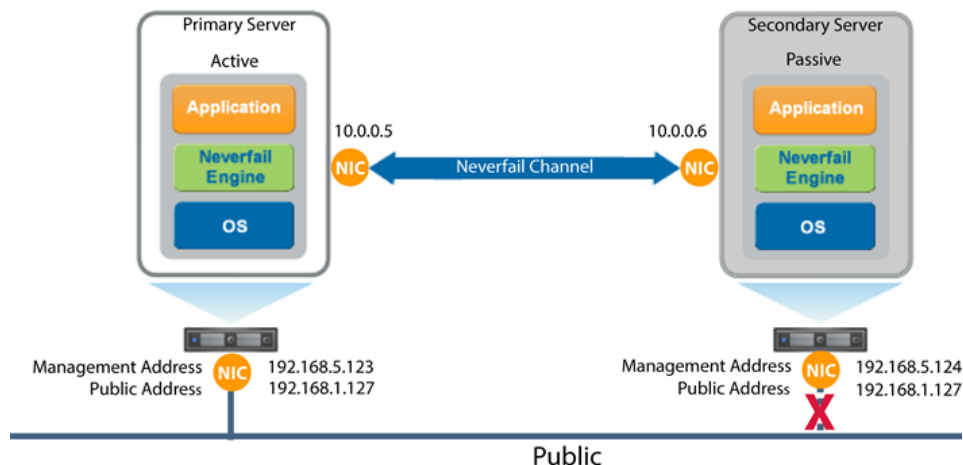 Primary Server
Active
Application
Neverfail
Engine
OS
10.0.0.5
NIC
Neverfail Channel
10.0.0.6
NIC
Secondary Server
Passive
Application
Neverfail
Engine
OS
Management Address
Public Address
NIC
192.168.5.123
192.168.1.127
Management Address
Public Address
NIC
192.168.5.124
192.168.1.127
X
Public